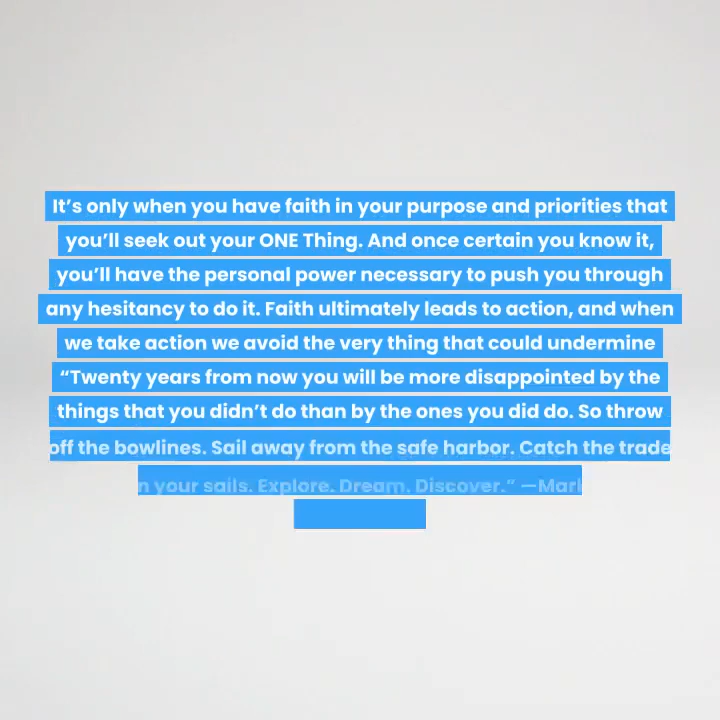 It’s only when you have faith in your purpose and priorities that
you’ll seek out your ONE Thing. And once certain you know it,
you’ll have the personal power necessary to push you through
any hesitancy to do it. Faith ultimately leads to action, and when
we take action we avoid the very thing that could undermine
“Twenty years from now you will be more disappointed by the
things that you didn’t do than by the ones you did do. So throw
off the bowlines. Sail away from the safe harbor. Catch the trade
your sails. Explore. Dream. Discover.” —Mark